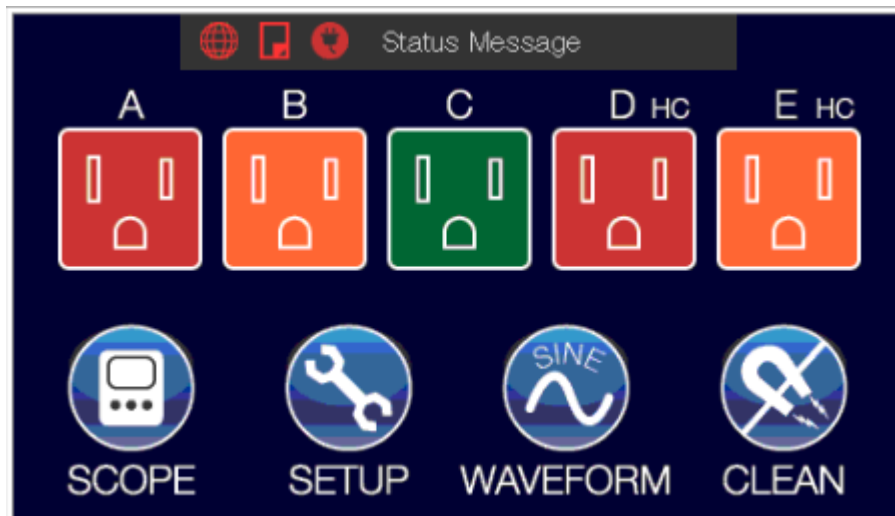 Status Message
A B C D HC E HC
SINE
SCOPE SETUP WAVEFORM CLEAN